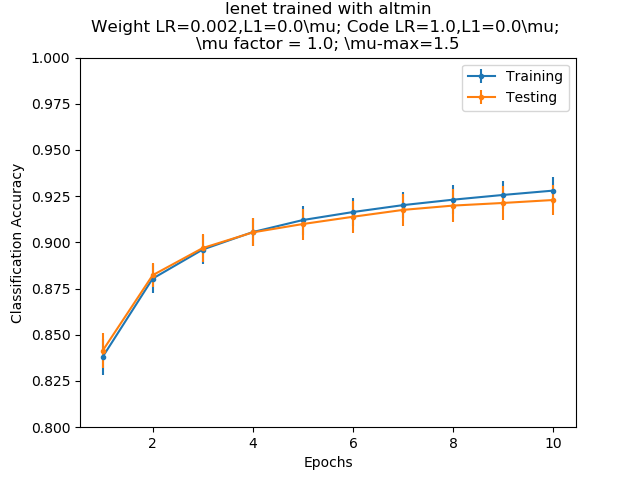 lenet trained with altmin
Weight LR=0.002,L1=0.0\mu; Code LR=1.0,L1=0.0\mu;
\mu factor = 1.0; \mu-max=1.5
Training
Testing
1.000
0.975
0.950
0.925
0.900
0.875
0.850
0.825
0.800
Classification Accuracy
2
4
6
8
10
Epochs